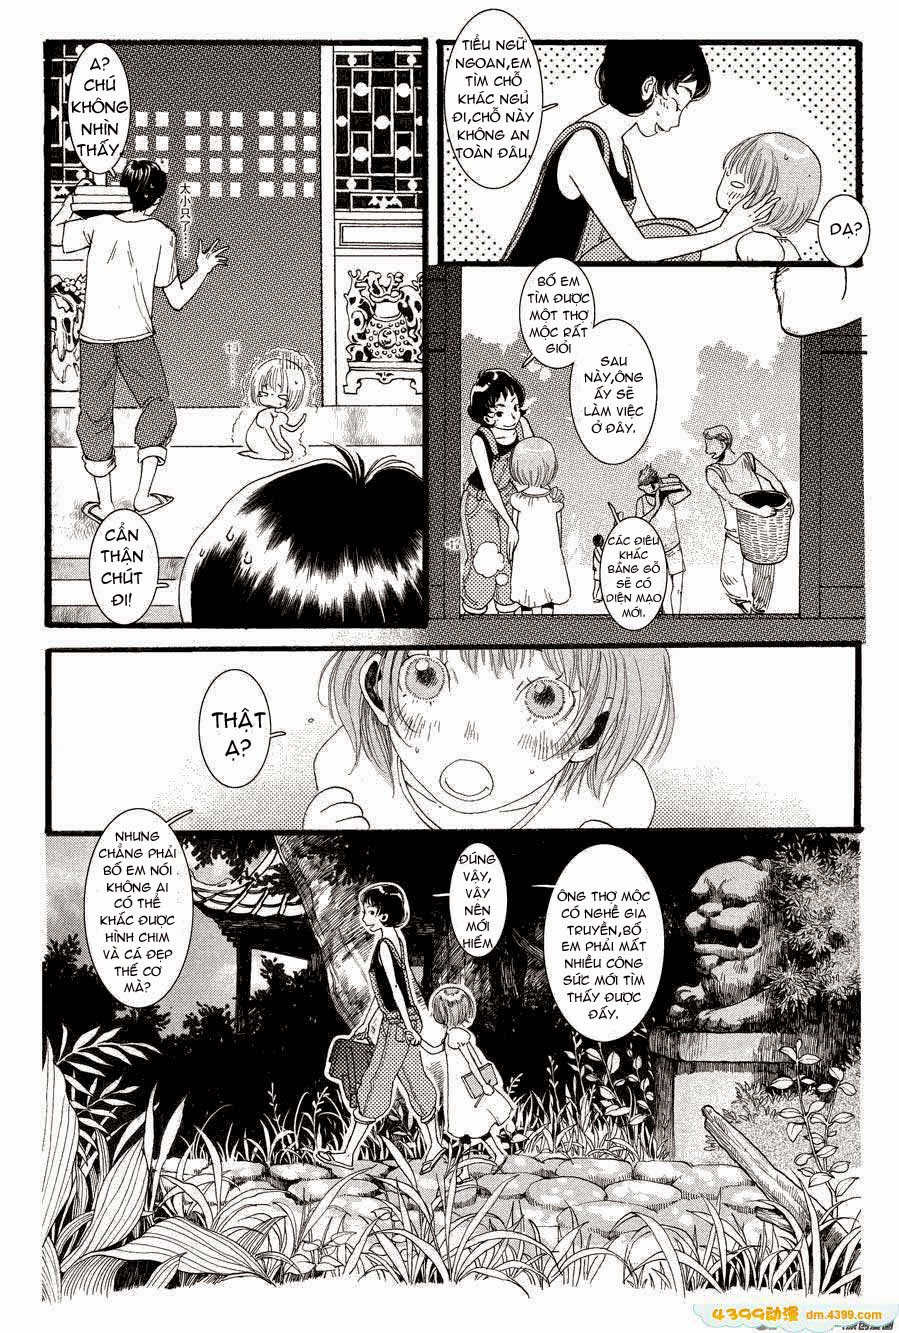 A?
CHÚ
KHÔNG
NHÌN
THẤY
太小只了……
CẨN
THẬN
CHÚT
ĐI!
TIỂU NGỮ
NGOAN,EM
TÌM CHỖ
KHÁC NGỦ
ĐI,CHỖ NÀY
KHÔNG AN
TOÀN ĐÂU.
DẠ?
BỐ EM
TÌM ĐƯỢC
MỘT THỢ
MỘC RẤT
GIỎI
SAU
NÀY,ÔNG
ẤY SẼ
LÀM VIỆC
Ở ĐÂY.
CÁC ĐIÊU
KHẮC
BẰNG GỖ
SẼ CÓ
DIỆN MẠO
MỚI.
THẬT
Ạ?
NHƯNG
CHẲNG PHẢI
BỐ EM NÓI
KHÔNG AI
CÓ THỂ
KHẮC ĐƯỢC
HÌNH CHIM
VÀ CÁ ĐẸP
THẾ CƠ
MÀ?
ĐÚNG
VẬY,
VẬY
NÊN
MỚI
HIẾM
ÔNG THỢ MỘC
CÓ NGHỀ GIA
TRUYỀN,BỐ
EM PHẢI MẤT
NHIỀU CÔNG
SỨC MỚI TÌM
THẤY ĐƯỢC
ĐẤY.
4399动漫 dm.4399.com